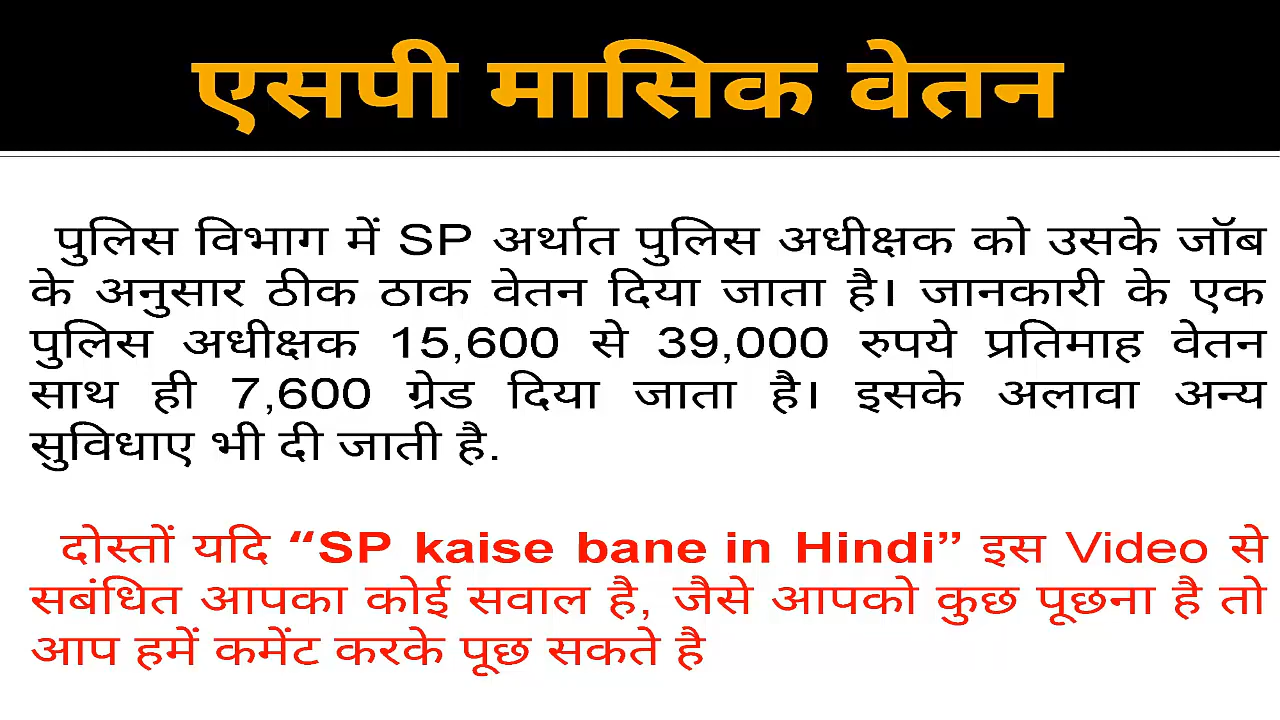 एसपी मासिक वेतन
पुलिस विभाग में SP अर्थात पुलिस अधीक्षक को उसके जॉब
के अनुसार ठीक ठाक वेतन दिया जाता है। जानकारी के एक
पुलिस अधीक्षक 15,600 से 39,000 रुपये प्रतिमाह वेतन
साथ ही 7,600 ग्रेड दिया जाता है। इसके अलावा अन्य
सुविधाए भी दी जाती है.
दोस्तों यदि “SP kaise bane in Hindi” इस Video से
सबंधित आपका कोई सवाल है, जैसे आपको कुछ पूछना है तो
आप हमें कमेंट करके पूछ सकते है